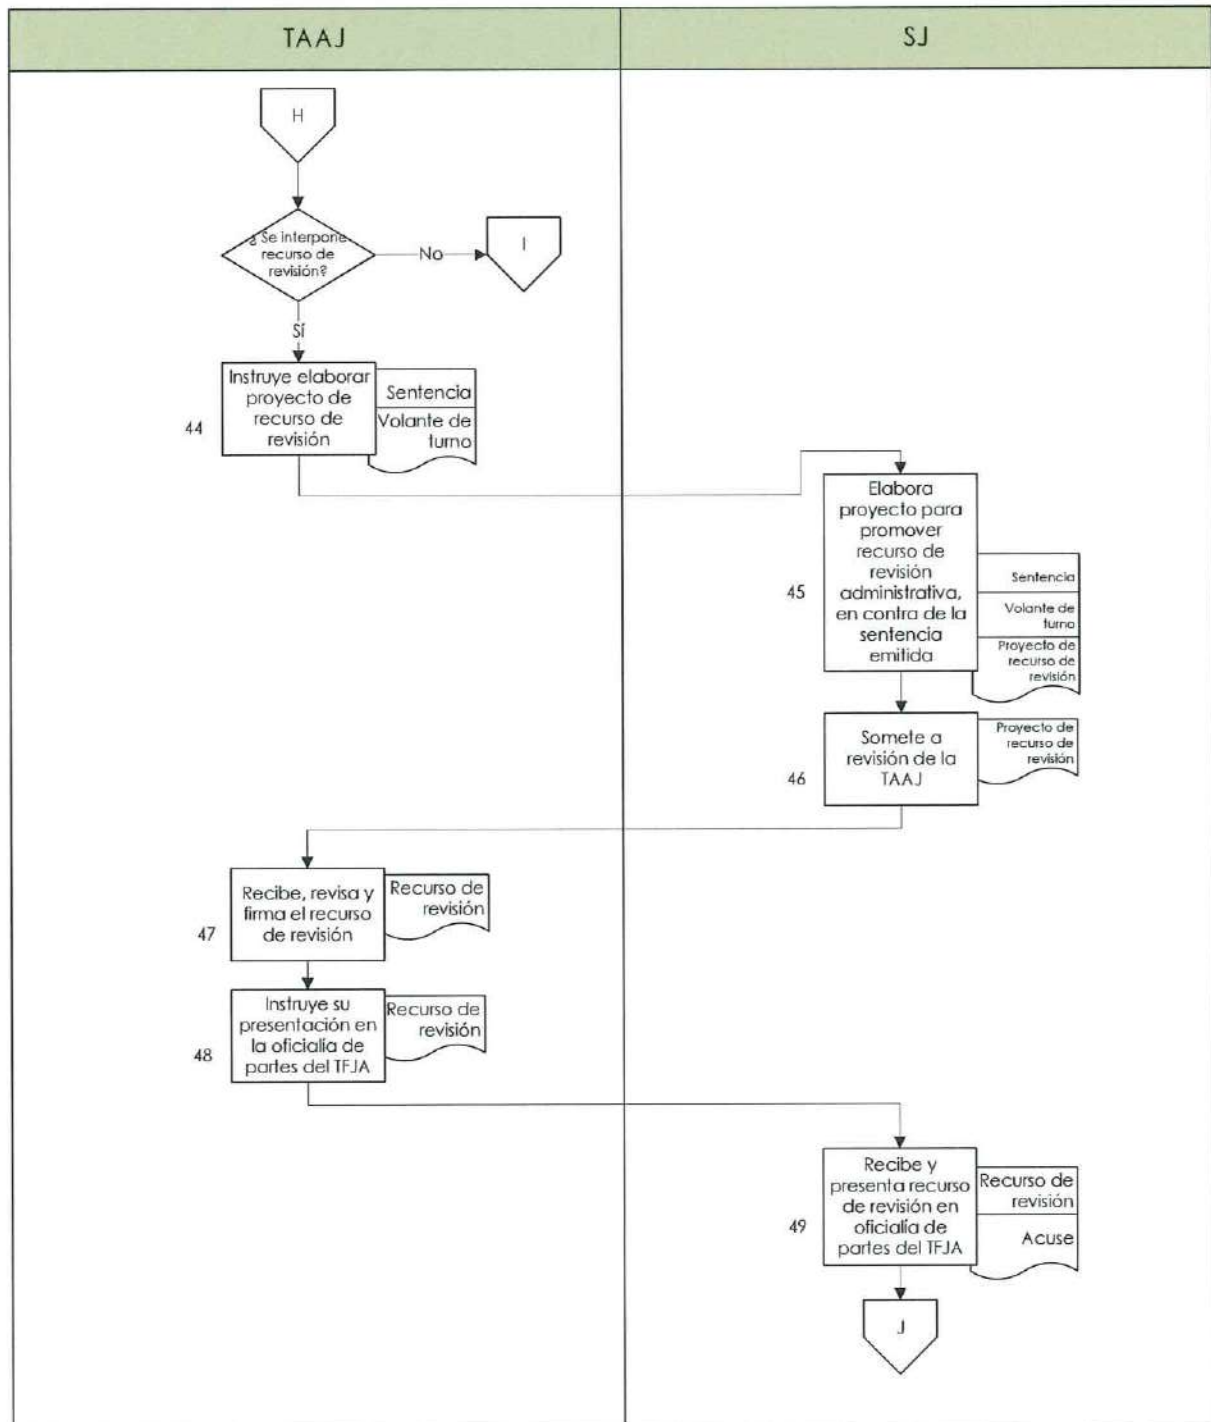 TAAJ
SJ
H
¿ Se interpone
recurso de
revisión?
No
I
Sí
44
Instruye elaborar
proyecto de
recurso de
revisión
Sentencia
Volante de
turno
45
Elabora
proyecto para
promover
recurso de
revisión
administrativa,
en contra de la
sentencia
emitida
Sentencia
Volante de
turno
Proyecto de
recurso de
revisión
46
Somete a
revisión de la
TAAJ
Proyecto de
recurso de
revisión
47
Recibe, revisa y
firma el recurso
de revisión
Recurso de
revisión
48
Instruye su
presentación en
la oficialía de
partes del TFJA
Recurso de
revisión
49
Recibe y
presenta recurso
de revisión en
oficialía de
partes del TFJA
Recurso de
revisión
Acuse
J